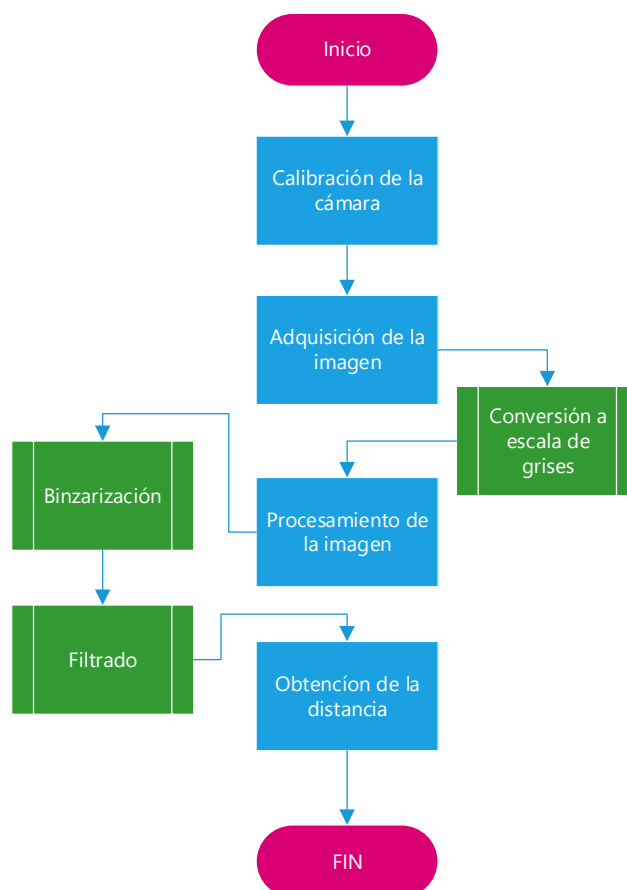 Inicio
Calibración de la
cámara
Adquisición de la
imagen
Conversión a
escala de
grises
Procesamiento de
la imagen
Binzarización
Filtrado
Obtencíon de la
distancia
FIN